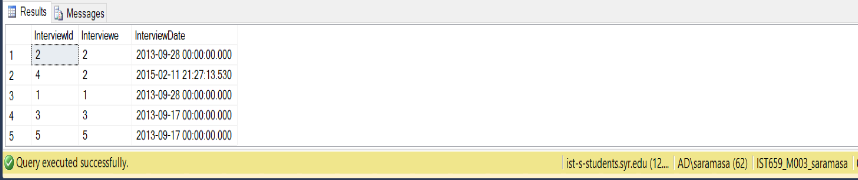 Results Messages
InterviewId Interviewe InterviewDate
1 2 2 2013-09-28 00:00:00.000
2 4 2 2015-02-11 21:27:13.530
3 1 1 2013-09-28 00:00:00.000
4 3 3 2013-09-17 00:00:00.000
5 5 5 2013-09-17 00:00:00.000
Query executed successfully. ist-s-students.syr.edu (12.... AD\saramasa (62) IST659_M003_saramasa